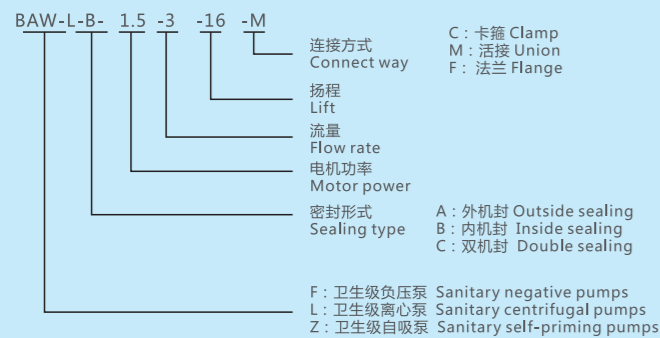 BAW-L-B- 1.5 -3 -16 -M
连接方式
Connect way
C：卡箍 Clamp
M：活接 Union
F：法兰 Flange
扬程
Lift
流量
Flow rate
电机功率
Motor power
密封形式
Sealing type
A：外机封 Outside sealing
B：内机封 Inside sealing
C：双机封 Double sealing
F：卫生级负压泵 Sanitary negative pumps
L：卫生级离心泵 Sanitary centrifugal pumps
Z：卫生级自吸泵 Sanitary self-priming pumps